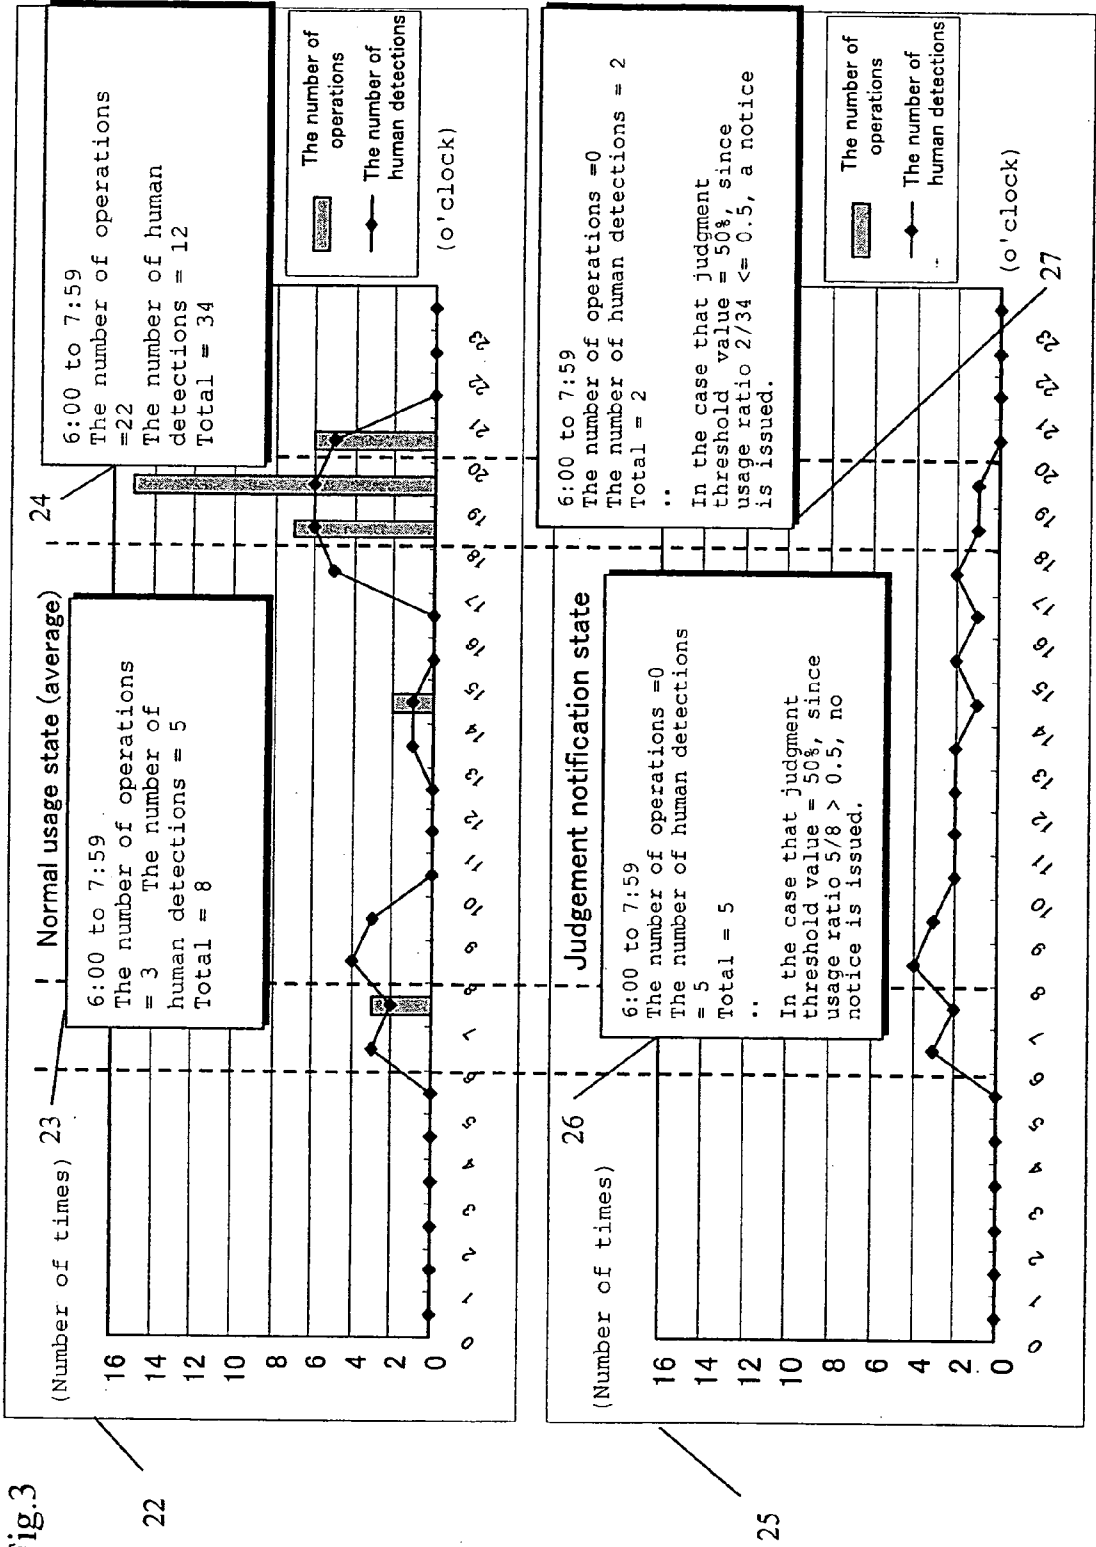 Fig.3
22
(Number of times)
23
Normal usage state (average)
24
6:00 to 7:59
The number of operations
= 3 The number of
human detections = 5
Total = 8
6:00 to 7:59
The number of operations
=22
The number of human
detections = 12
Total = 34
The number of
operations
The number of
human detections
16
14
12
10
8
6
4
2
0
0 1 2 3 4 5 6 7 8 9 10 11 12 13 14 15 16 17 18 19 20 21 22 23
(o'clock)
25
(Number of times)
26
Judgement notification state
6:00 to 7:59
The number of operations =0
The number of human detections
= 5
Total = 5
..
In the case that judgment
threshold value = 50%, since
usage ratio 5/8 > 0.5, no
notice is issued.
6:00 to 7:59
The number of operations =0
The number of human detections = 2
Total = 2
..
In the case that judgment
threshold value = 50%, since
usage ratio 2/34 <= 0.5, a notice
is issued.
The number of
operations
The number of
human detections
16
14
12
10
8
6
4
2
0
0 1 2 3 4 5 6 7 8 9 10 11 12 13 14 15 16 17 18 19 20 21 22 23
(o'clock)
27